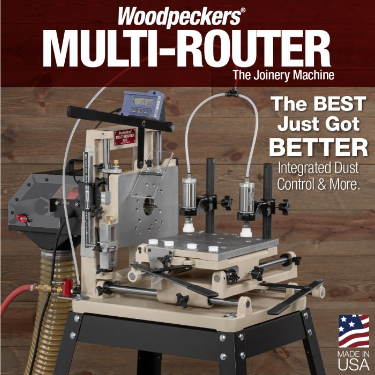 Woodpeckers®
MULTI-ROUTER
The Joinery Machine
The BEST
Just Got
BETTER
Integrated Dust
Control & More.
MADE IN
USA